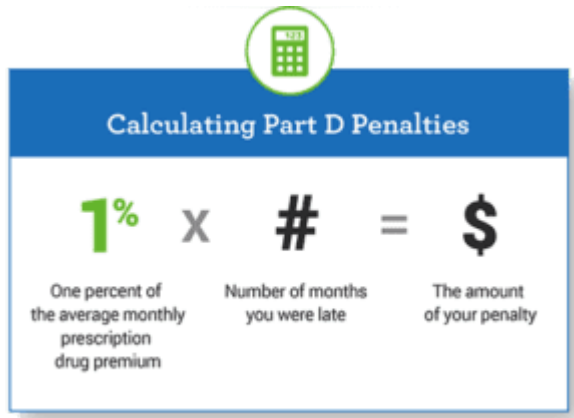 123
Calculating Part D Penalties
1% x # = $
One percent of
the average monthly
prescription
drug premium
Number of months
you were late
The amount
of your penalty